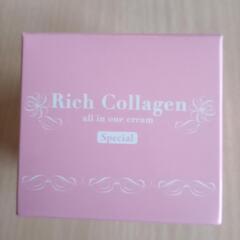 Rich Collagen
all in one cream
Special